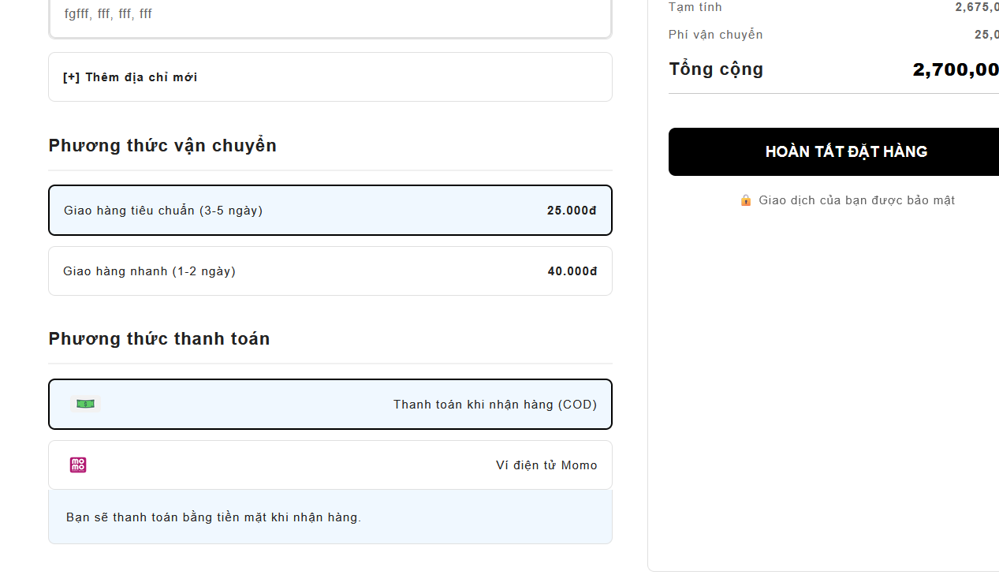 fgfff, fff, fff, fff
[+] Thêm địa chỉ mới
Phương thức vận chuyển
Giao hàng tiêu chuẩn (3-5 ngày) 25.000đ
Giao hàng nhanh (1-2 ngày) 40.000đ
Phương thức thanh toán
Thanh toán khi nhận hàng (COD)
mo
mo
Ví điện tử Momo
Bạn sẽ thanh toán bằng tiền mặt khi nhận hàng.
Tạm tính 2,675,0
Phí vận chuyển 25,0
Tổng cộng 2,700,00
HOÀN TẤT ĐẶT HÀNG
Giao dịch của bạn được bảo mật